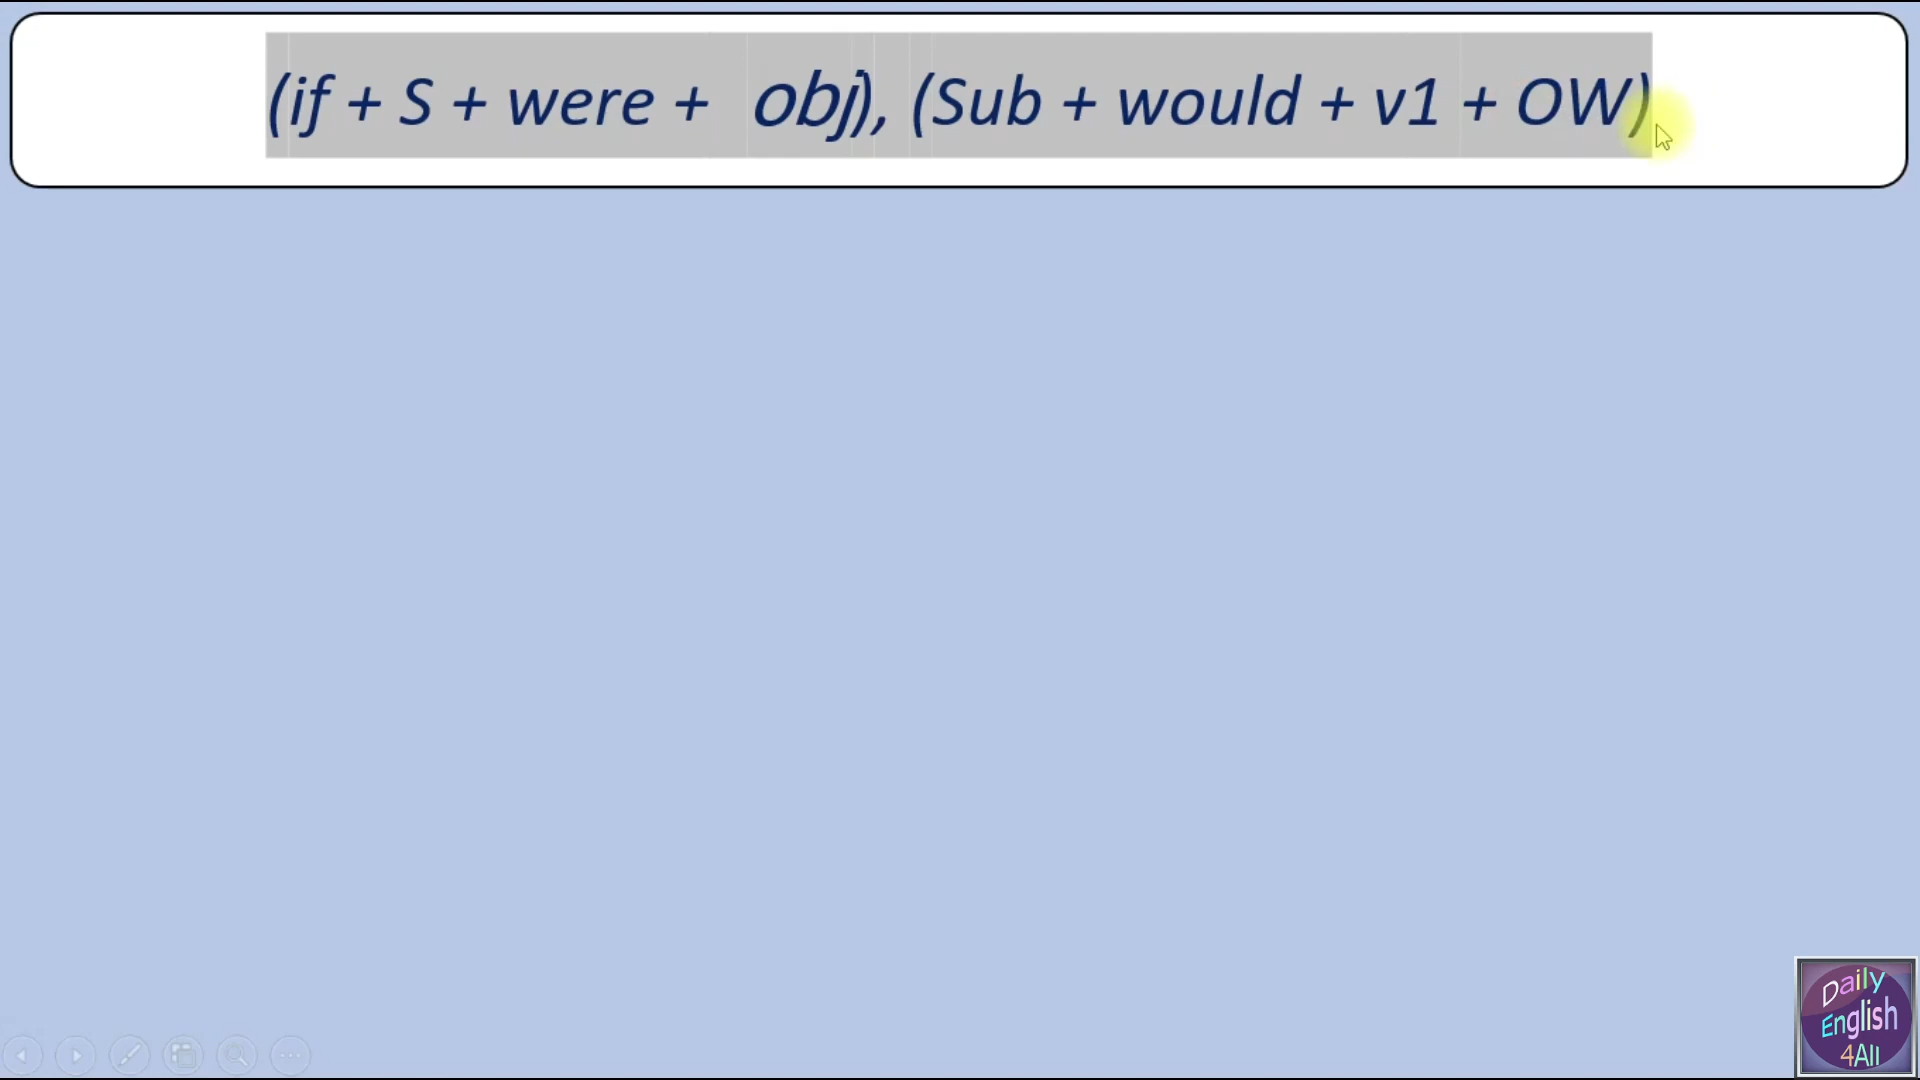 (if + S + were +  obj), (Sub + would + v1 + OW)
Daily
English
4All